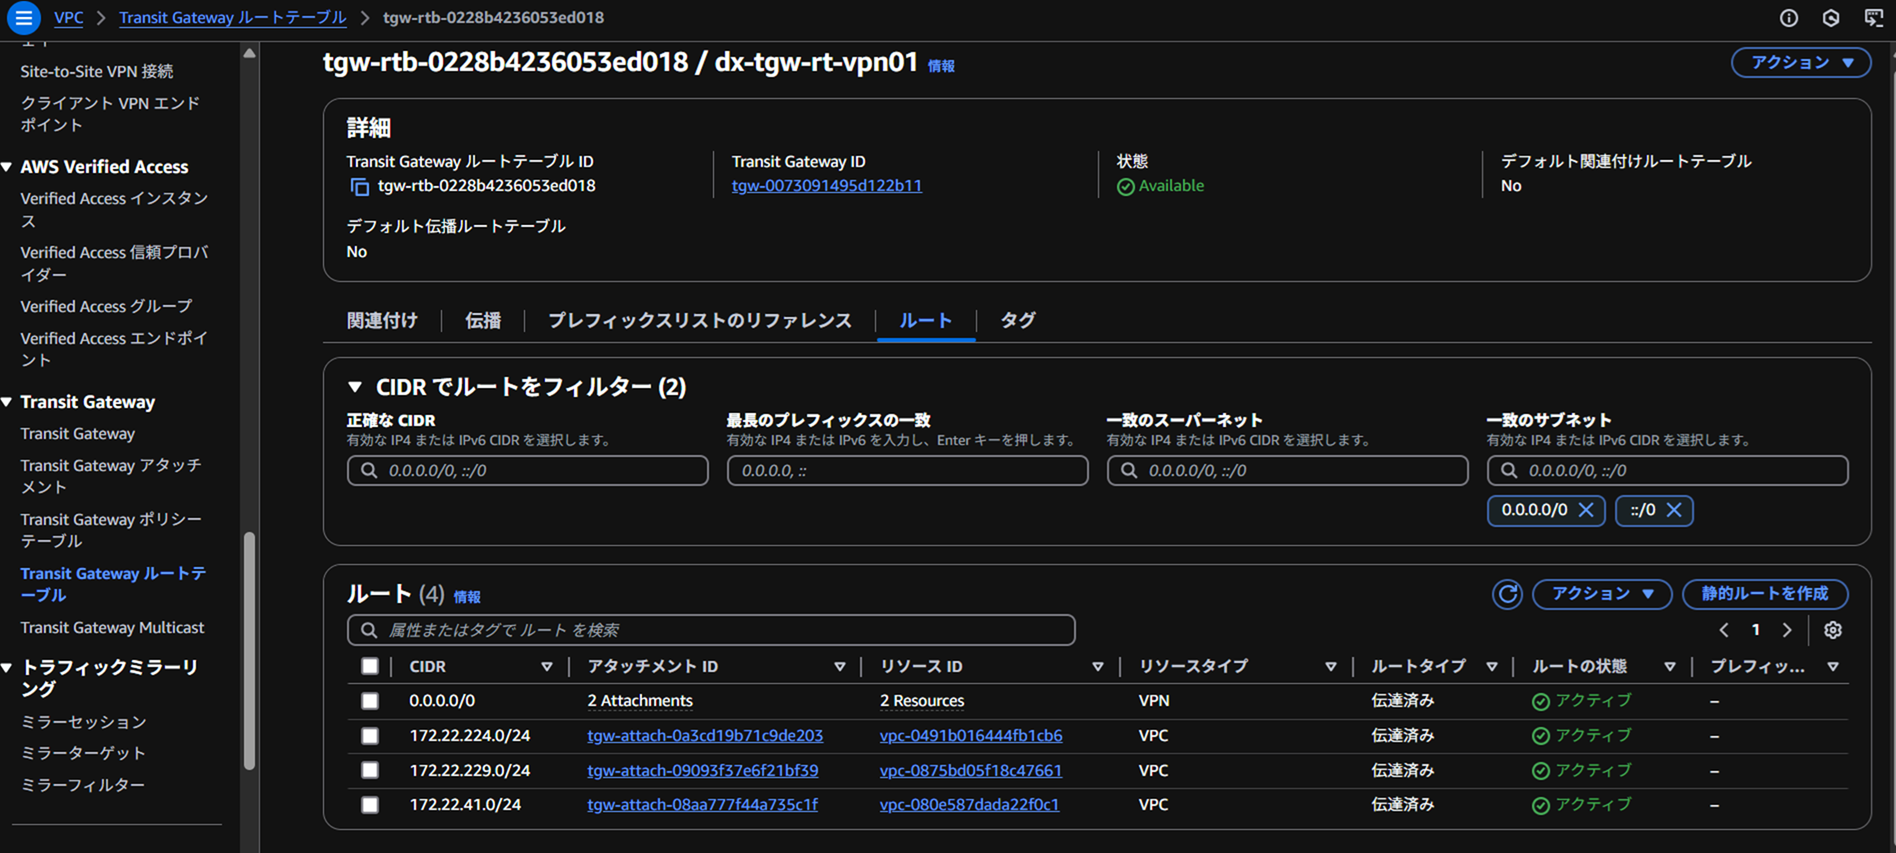 VPC > Transit Gateway ルートテーブル > tgw-rtb-0228b4236053ed018
Site-to-Site VPN 接続
クライアント VPN エンド
ポイント
AWS Verified Access
Verified Access インスタン
ス
Verified Access 信頼プロバ
イダー
Verified Access グループ
Verified Access エンドポイ
ント
Transit Gateway
Transit Gateway
Transit Gateway アタッチ
メント
Transit Gateway ポリシー
テーブル
Transit Gateway ルートテ
ーブル
Transit Gateway Multicast
トラフィックミラーリ
ング
ミラーセッション
ミラーターゲット
ミラーフィルター
tgw-rtb-0228b4236053ed018 / dx-tgw-rt-vpn01 情報
アクション
詳細
Transit Gateway ルートテーブル ID
tgw-rtb-0228b4236053ed018
Transit Gateway ID
tgw-0073091495d122b11
状態
Available
デフォルト関連付けルートテーブル
No
デフォルト伝播ルートテーブル
No
関連付け 伝播 プレフィックスリストのリファレンス ルート タグ
CIDR でルートをフィルター (2)
正確な CIDR
有効な IP4 または IPv6 CIDR を選択します。
0.0.0.0/0, ::/0
最長のプレフィックスの一致
有効な IP4 または IPv6 を入力し、Enter キーを押します。
0.0.0.0, ::
一致のスーパーネット
有効な IP4 または IPv6 CIDR を選択します。
0.0.0.0/0, ::/0
一致のサブネット
有効な IP4 または IPv6 CIDR を選択します。
0.0.0.0/0, ::/0
0.0.0.0/0 ::/0
ルート (4) 情報
アクション 静的ルートを作成
属性またはタグで ルート を検索
1
CIDR アタッチメント ID リソース ID リソースタイプ ルートタイプ ルートの状態 プレフィッ...
0.0.0.0/0 2 Attachments 2 Resources VPN 伝達済み アクティブ –
172.22.224.0/24 tgw-attach-0a3cd19b71c9de203 vpc-0491b016444fb1cb6 VPC 伝達済み アクティブ –
172.22.229.0/24 tgw-attach-09093f37e6f21bf39 vpc-0875bd05f18c47661 VPC 伝達済み アクティブ –
172.22.41.0/24 tgw-attach-08aa777f44a735c1f vpc-080e587dada22f0c1 VPC 伝達済み アクティブ –